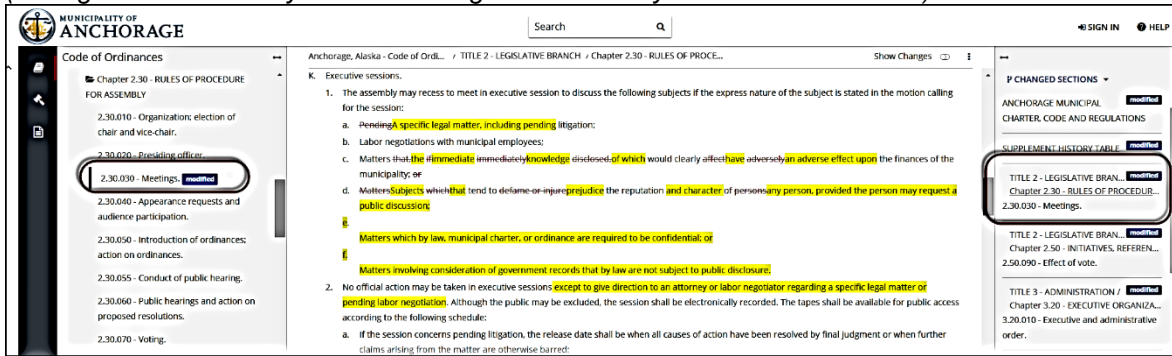 MUNICIPALITY OF
ANCHORAGE
Search
SIGN IN
HELP
Code of Ordinances
Chapter 2.30 - RULES OF PROCEDURE
FOR ASSEMBLY
2.30.010 - Organization; election of
chair and vice-chair.
2.30.020 - Presiding officer.
2.30.030 - Meetings. modified
2.30.040 - Appearance requests and
audience participation.
2.30.050 - Introduction of ordinances;
action on ordinances.
2.30.055 - Conduct of public hearing.
2.30.060 - Public hearings and action on
proposed resolutions.
2.30.070 - Voting.
Anchorage, Alaska - Code of Ordi... / TITLE 2 - LEGISLATIVE BRANCH / Chapter 2.30 - RULES OF PROCE...
Show Changes
K. Executive sessions.
1. The assembly may recess to meet in executive session to discuss the following subjects if the express nature of the subject is stated in the motion calling
for the session:
a. PendingA specific legal matter, including pending litigation;
b. Labor negotiations with municipal employees;
c. Matters that,the ifimmediate immediatelyknowledge disclosed,of which would clearly affecthave adverselyan adverse effect upon the finances of the
municipality; or
d. MattersSubjects whichthat tend to defame or injureprejudice the reputation and character of personsany person, provided the person may request a
public discussion;
e.
Matters which by law, municipal charter, or ordinance are required to be confidential; or
f.
Matters involving consideration of government records that by law are not subject to public disclosure.
2. No official action may be taken in executive sessions except to give direction to an attorney or labor negotiator regarding a specific legal matter or
pending labor negotiation. Although the public may be excluded, the session shall be electronically recorded. The tapes shall be available for public access
according to the following schedule:
a. If the session concerns pending litigation, the release date shall be when all causes of action have been resolved by final judgment or when further
claims arising from the matter are otherwise barred;
CHANGED SECTIONS
ANCHORAGE MUNICIPAL modified
CHARTER, CODE AND REGULATIONS
SUPPLEMENT HISTORY TABLE modified
TITLE 2 - LEGISLATIVE BRAN... modified
Chapter 2.30 - RULES OF PROCEDUR...
2.30.030 - Meetings.
TITLE 2 - LEGISLATIVE BRAN... modified
Chapter 2.50 - INITIATIVES, REFEREN...
2.50.090 - Effect of vote.
TITLE 3 - ADMINISTRATION / modified
Chapter 3.20 - EXECUTIVE ORGANIZA...
3.20.010 - Executive and administrative
order.